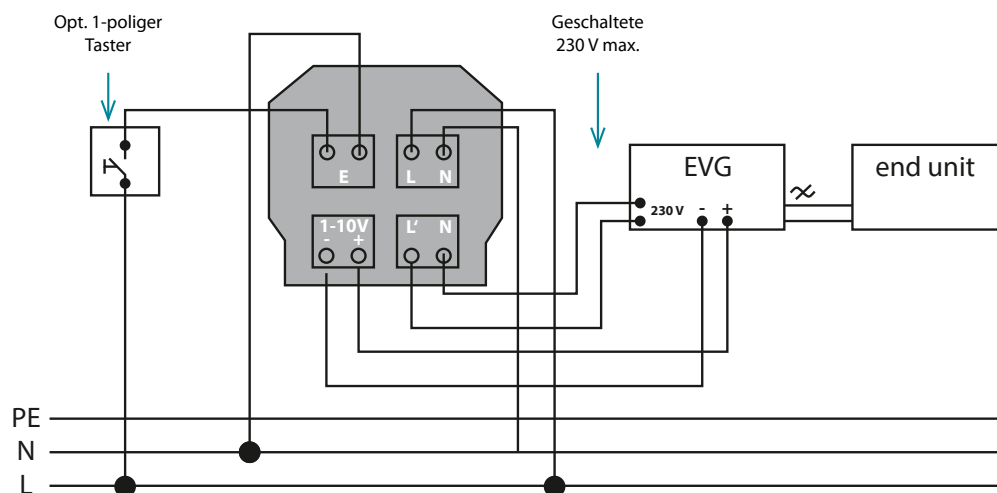 Opt. 1-poliger
Taster
Geschaltete
230 V max.
E
L N
1-10V
- +
L‘ N
EVG
230 V - +
end unit
PE
N
L